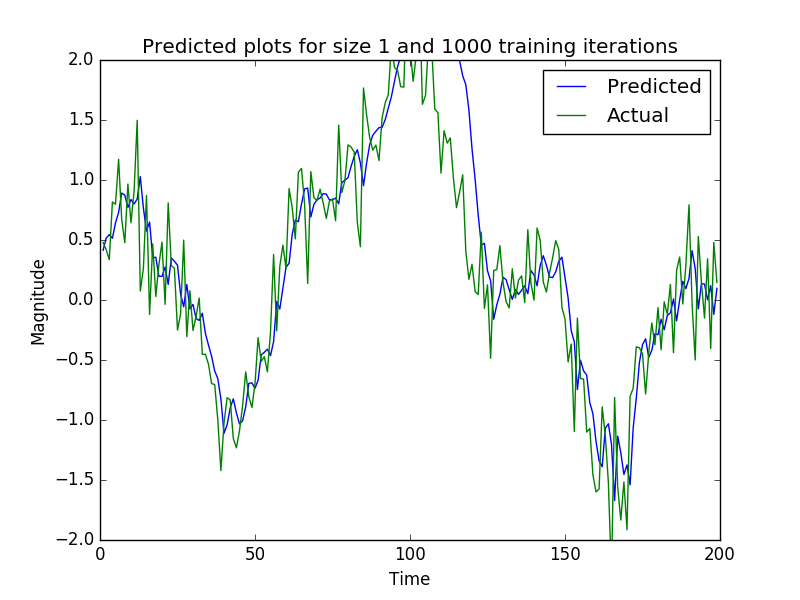 Predicted plots for size 1 and 1000 training iterations
Predicted
Actual
Magnitude
2.0
1.5
1.0
0.5
0.0
−0.5
−1.0
−1.5
−2.0
0 50 100 150 200
Time